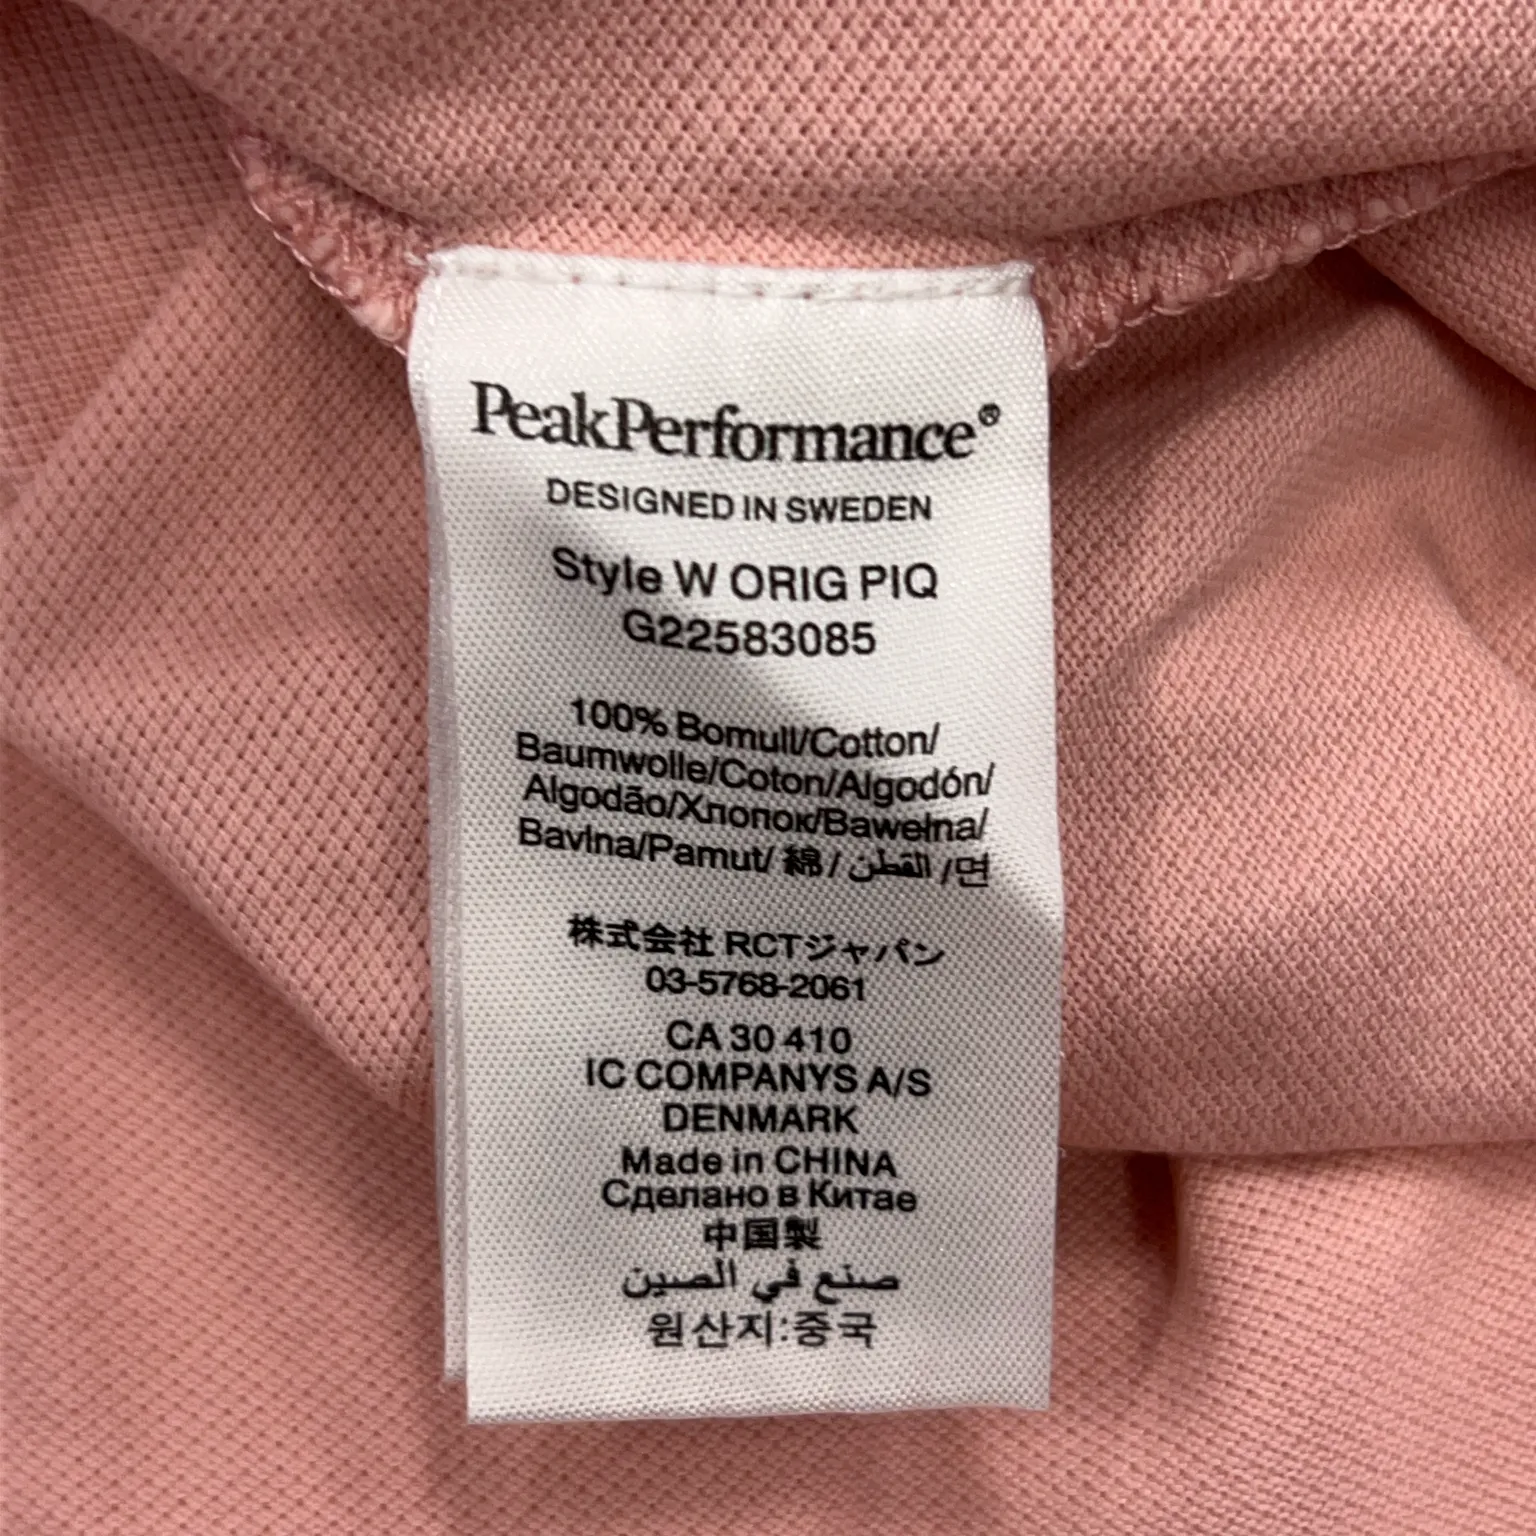 PeakPerformance®
DESIGNED IN SWEDEN
Style W ORIG PIQ
G22583085
100% Bomull/Cotton/
Baumwolle/Coton/Algodón/
Algodão/Хлопок/Bawełna/
Bavlna/Pamut/ 綿 / القطن /면
株式会社 RCTジャパン
03-5768-2061
CA 30 410
IC COMPANYS A/S
DENMARK
Made in CHINA
Сделано в Китае
中国製
صنع في الصين
원산지:중국